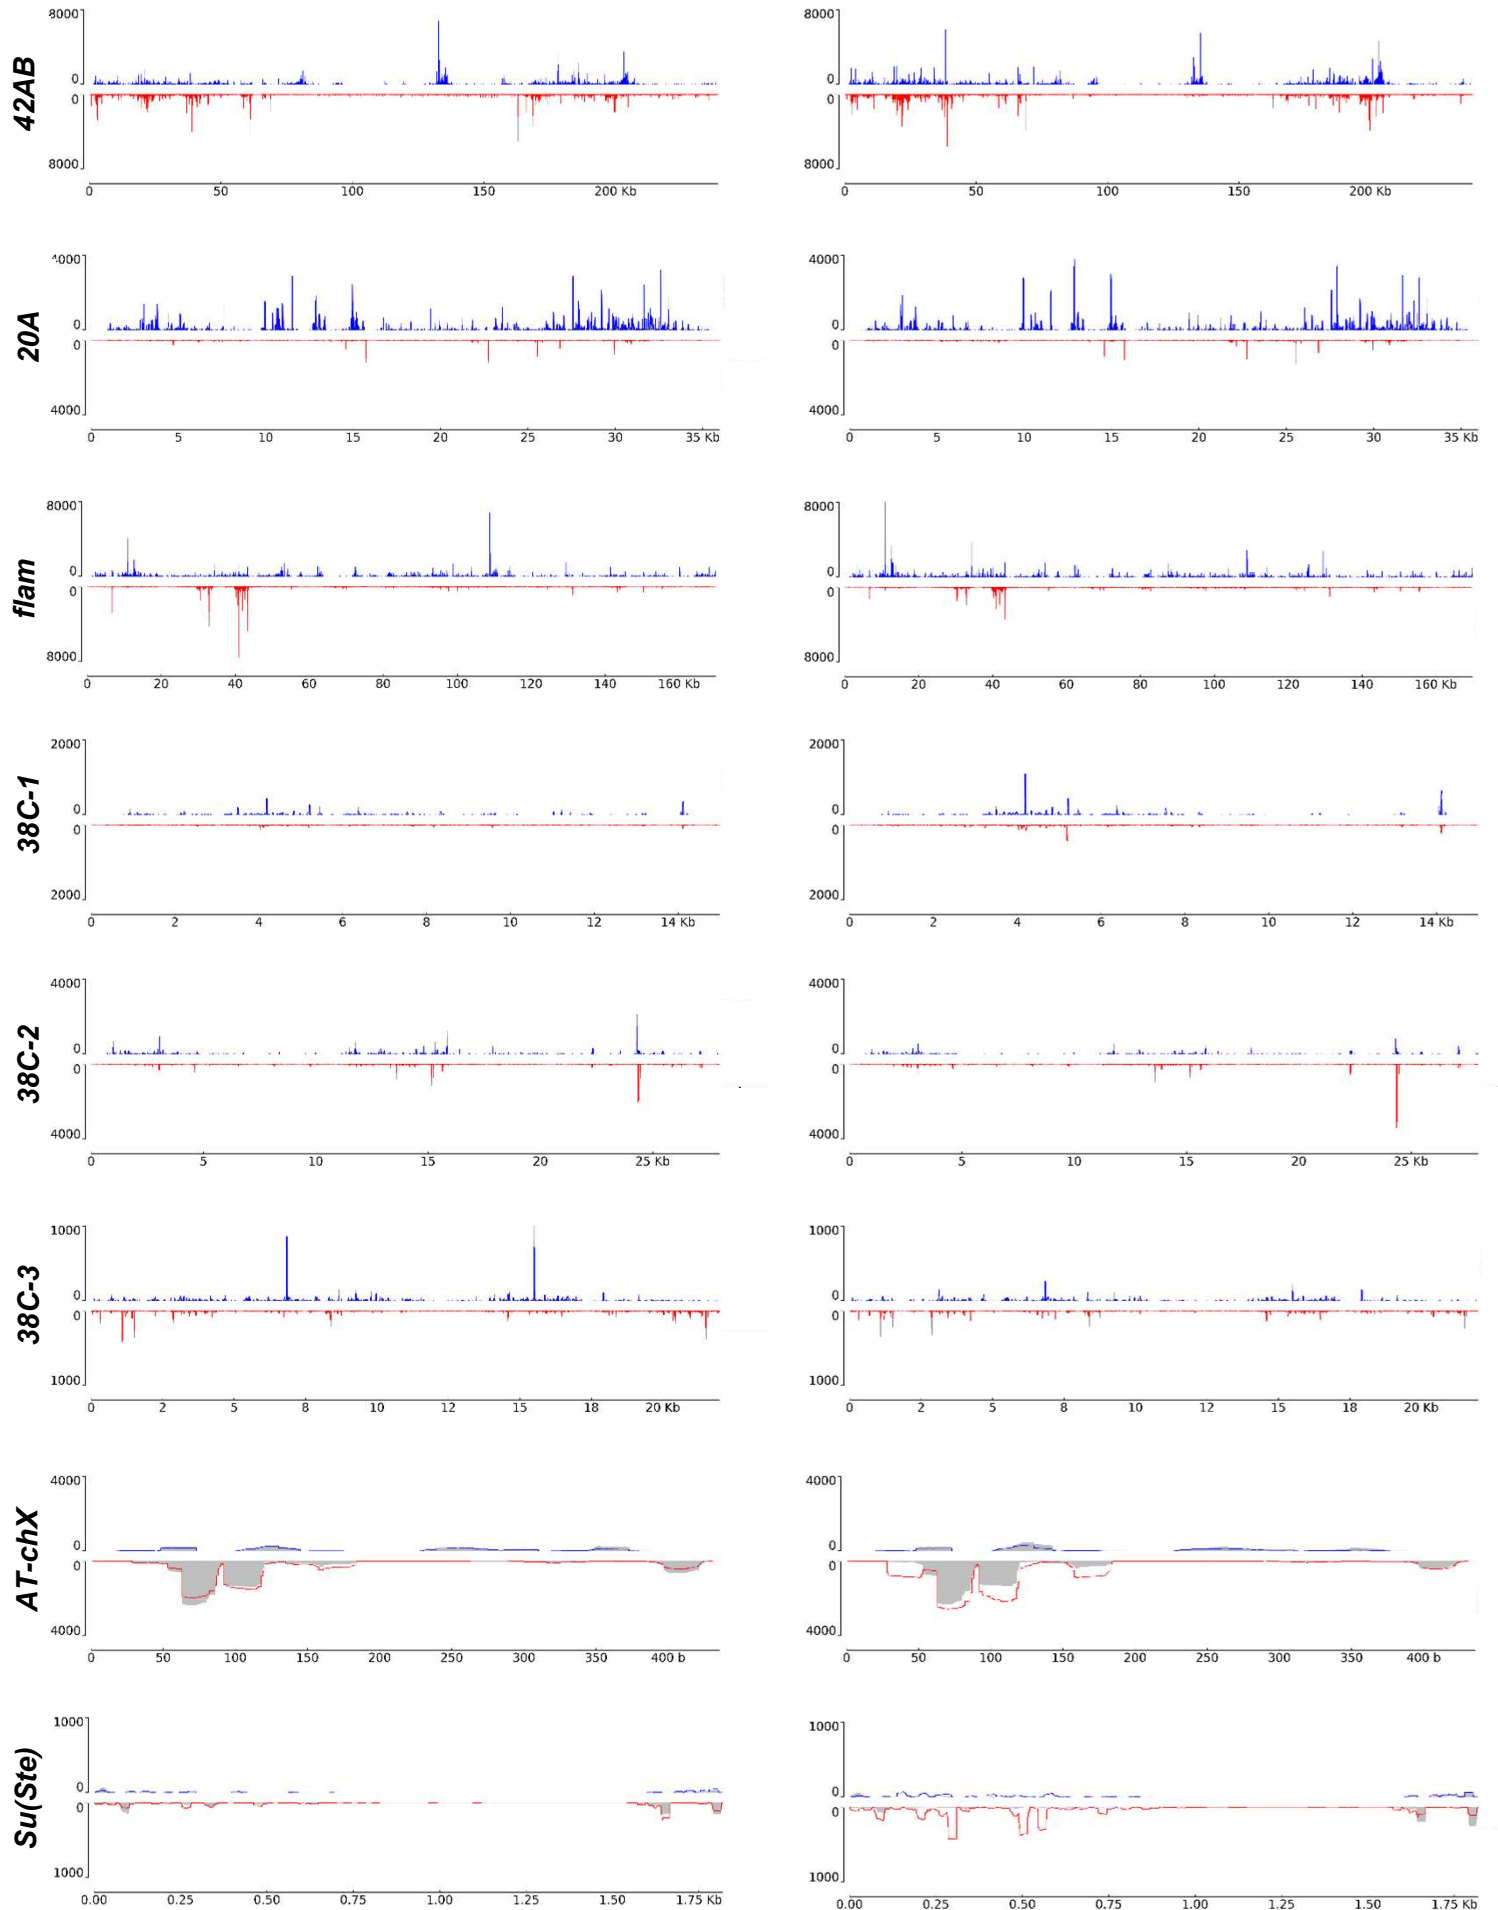 42AB
8000 8000
0 0
0 0
8000 8000
0 50 100 150 200 Kb 0 50 100 150 200 Kb
20A
4000 4000
0 0
0 0
4000 4000
0 5 10 15 20 25 30 35 Kb 0 5 10 15 20 25 30 35 Kb
flam
8000 8000
0 0
0 0
8000 8000
0 20 40 60 80 100 120 140 160 Kb 0 20 40 60 80 100 120 140 160 Kb
38C-1
2000 2000
0 0
0 0
2000 2000
0 2 4 6 8 10 12 14 Kb 0 2 4 6 8 10 12 14 Kb
38C-2
4000 4000
0 0
0 0
4000 4000
0 5 10 15 20 25 Kb 0 5 10 15 20 25 Kb
38C-3
1000 1000
0 0
0 0
1000 1000
0 2 5 8 10 12 15 18 20 Kb 0 2 5 8 10 12 15 18 20 Kb
AT-chX
4000 4000
0 0
0 0
4000 4000
0 50 100 150 200 250 300 350 400 b 0 50 100 150 200 250 300 350 400 b
Su(Ste)
1000 1000
0 0
0 0
1000 1000
0.00 0.25 0.50 0.75 1.00 1.25 1.50 1.75 Kb 0.00 0.25 0.50 0.75 1.00 1.25 1.50 1.75 Kb